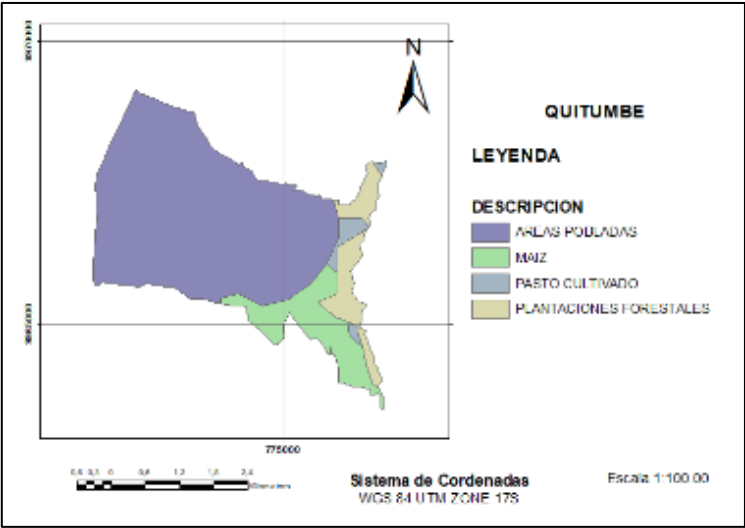 N
QUITUMBE
LEYENDA
DESCRIPCION
AREAS POBLADAS
MAIZ
PASTO CULTIVADO
PLANTACIONES FORESTALES
775000
Sistema de Cordenadas
WGS 84 UTM ZONE 17S
Escala 1:100.00